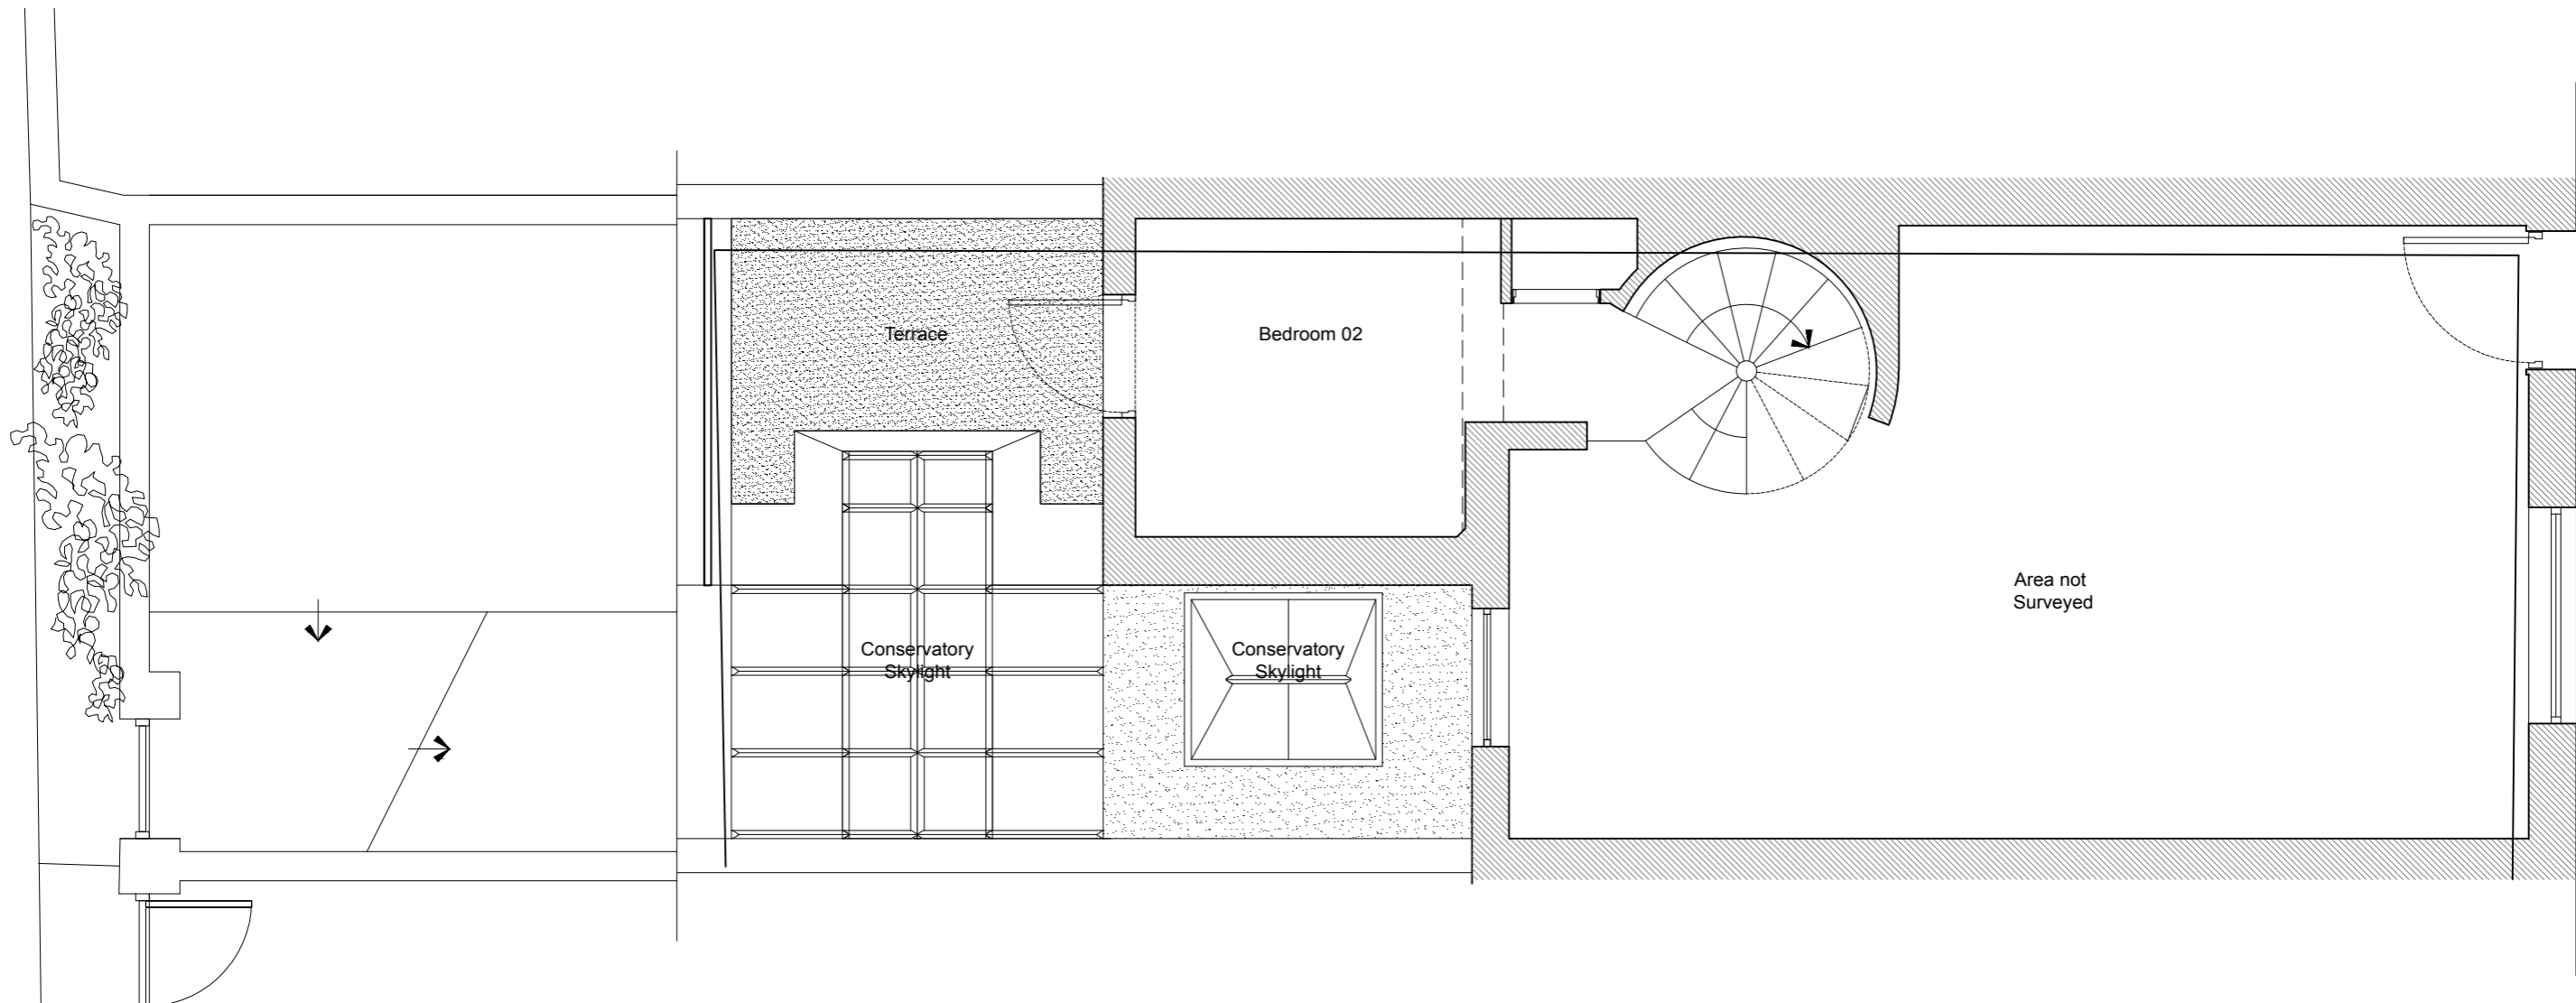 Terrace
Bedroom 02
Conservatory
Skylight
Conservatory
Skylight
Area not
Surveyed